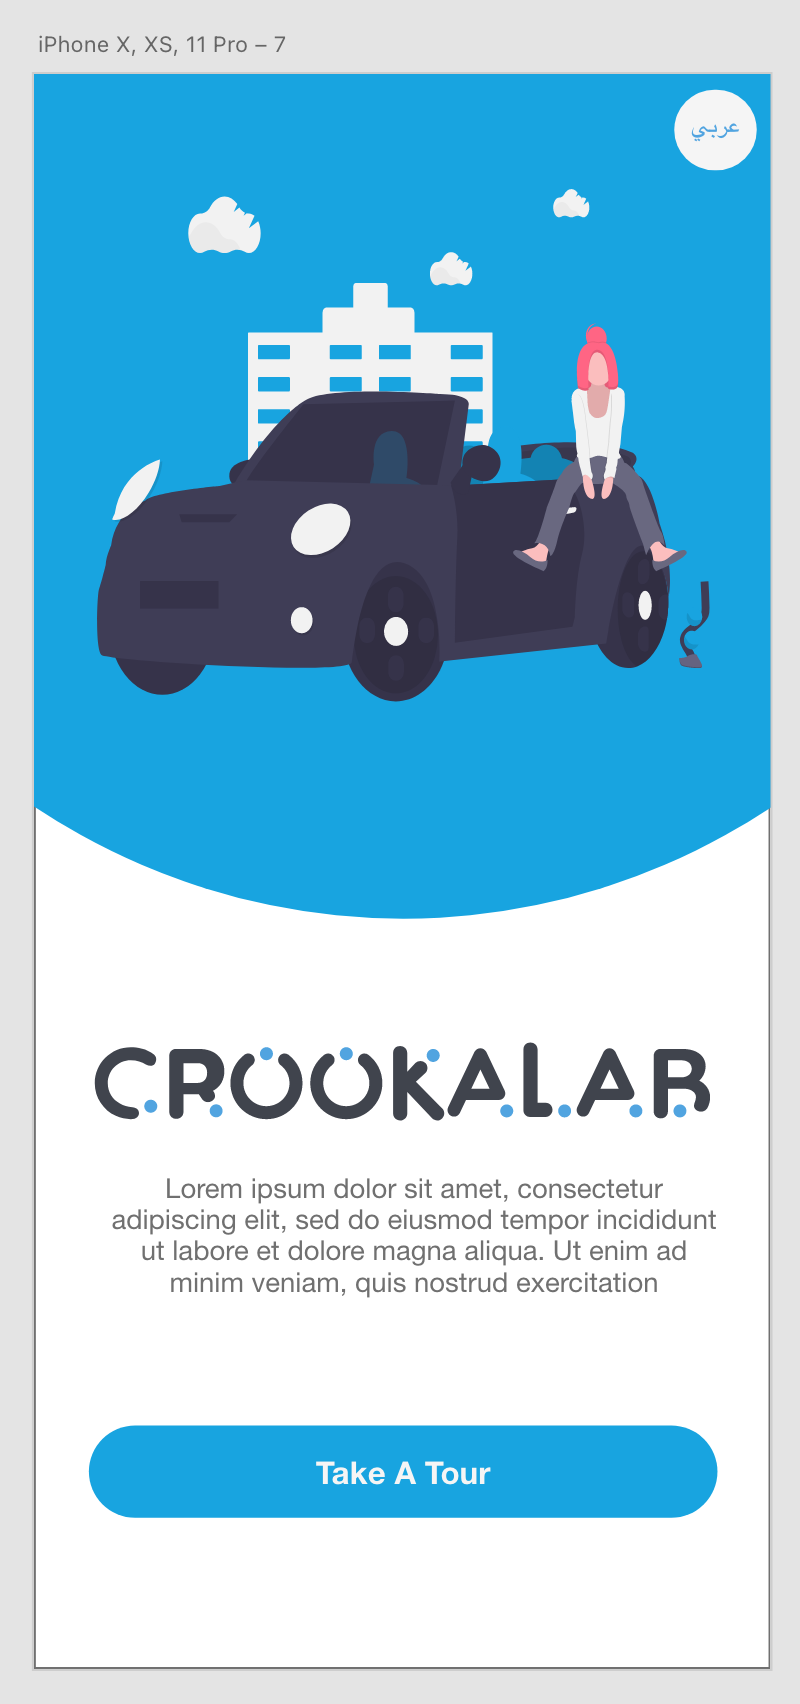 iPhone X, XS, 11 Pro – 7
عربي
CROOKALAR
Lorem ipsum dolor sit amet, consectetur
adipiscing elit, sed do eiusmod tempor incididunt
ut labore et dolore magna aliqua. Ut enim ad
minim veniam, quis nostrud exercitation
Take A Tour